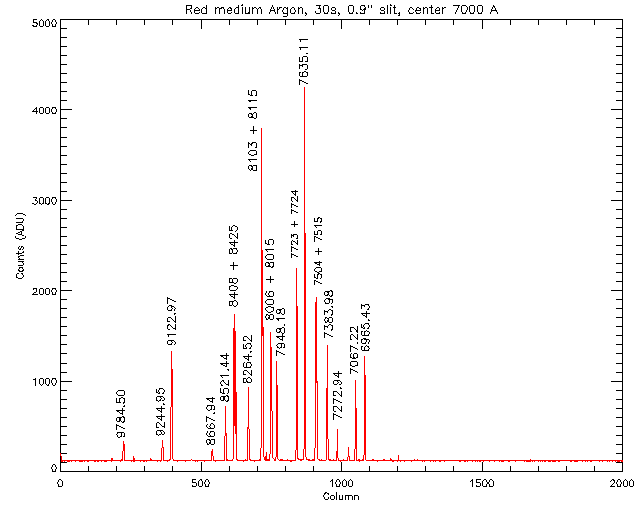 Red medium Argon, 30s, 0.9" slit, center 7000 A
5000
4000
3000
2000
1000
0
Counts (ADU)
9784.50
9244.95
9122.97
8667.94
8521.44
8408 + 8425
8264.52
8103 + 8115
8006 + 8015
7948.18
7723 + 7724
7635.11
7504 + 7515
7383.98
7272.94
7067.22
6965.43
0
500
1000
1500
2000
Column